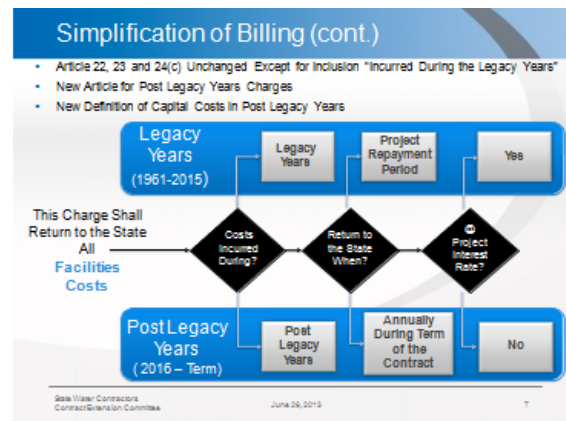 Simplification of Billing (cont.)
Article 22, 23 and 24(c) Unchanged Except for Inclusion "Incurred During the Legacy Years"
New Article for Post Legacy Years Charges
New Definition of Capital Costs in Post Legacy Years
Legacy
Years
(1961-2015)
Legacy
Years
Project
Repayment
Period
Yes
This Charge Shall
Return to the State
All
Facilities
Costs
Costs
Incurred
During?
Return to
the State
When?
@
Project
Interest
Rate?
Post Legacy
Years
( 2016 – Term)
Post
Legacy
Years
Annually
During Term
of the
Contract
No
State Water Contractors
Contract Extension Committee
June 26, 2013
7